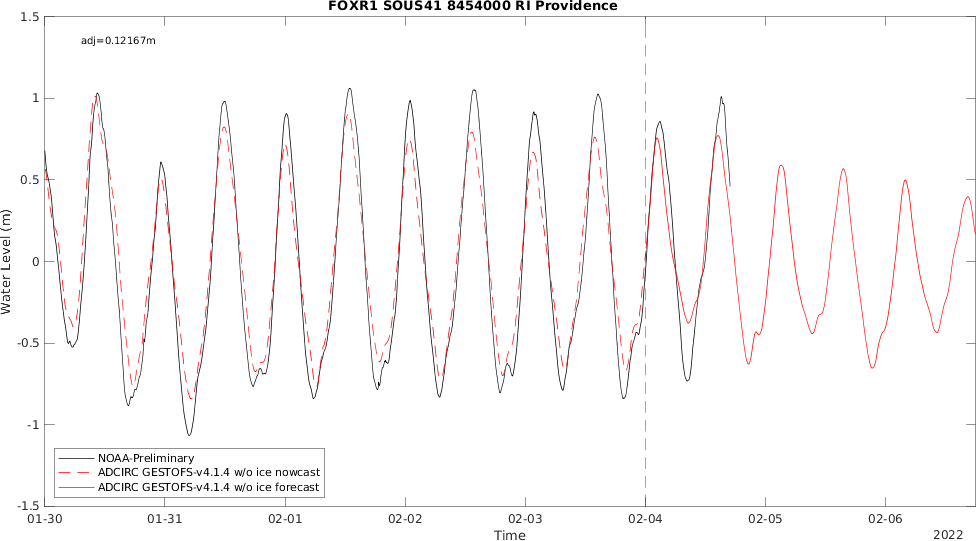 FOXR1 SOUS41 8454000 RI Providence
adj=0.12167m
1.5
1
0.5
0
-0.5
-1
-1.5
Water Level (m)
NOAA-Preliminary
ADCIRC GESTOFS-v4.1.4 w/o ice nowcast
ADCIRC GESTOFS-v4.1.4 w/o ice forecast
01-30 01-31 02-01 02-02 02-03 02-04 02-05 02-06
Time
2022